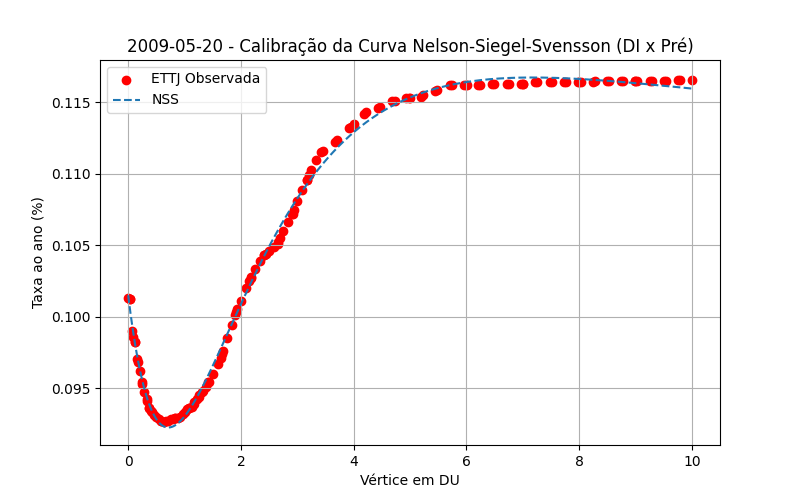 2009-05-20 - Calibração da Curva Nelson-Siegel-Svensson (DI x Pré)
ETTJ Observada
NSS
0.115
0.110
0.105
0.100
0.095
Taxa ao ano (%)
0 2 4 6 8 10
Vértice em DU